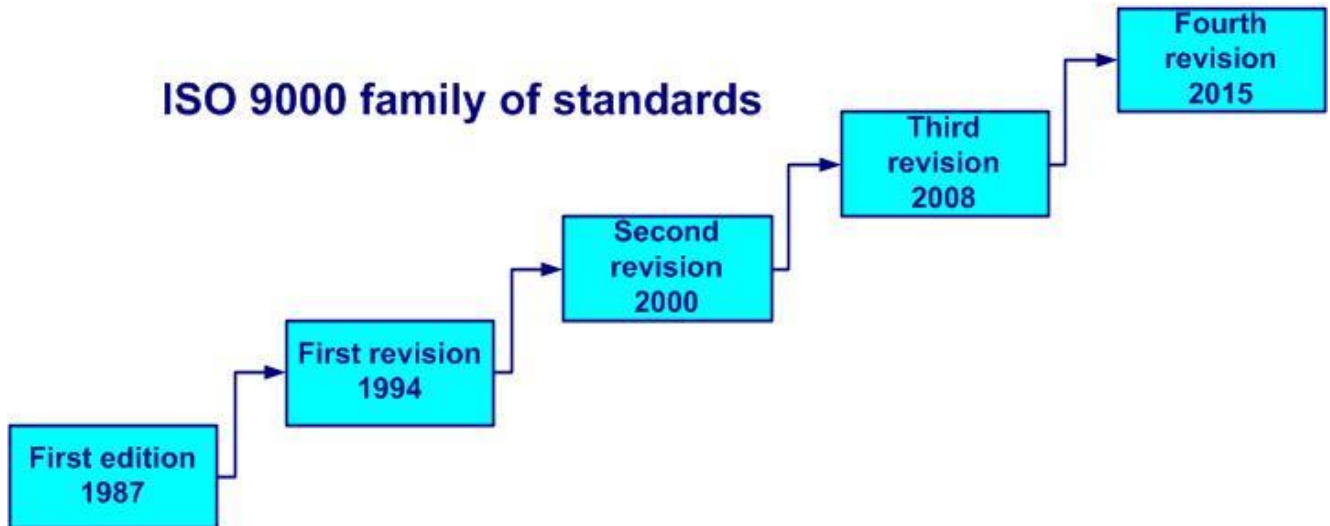 ISO 9000 family of standards
First edition
1987
First revision
1994
Second
revision
2000
Third
revision
2008
Fourth
revision
2015